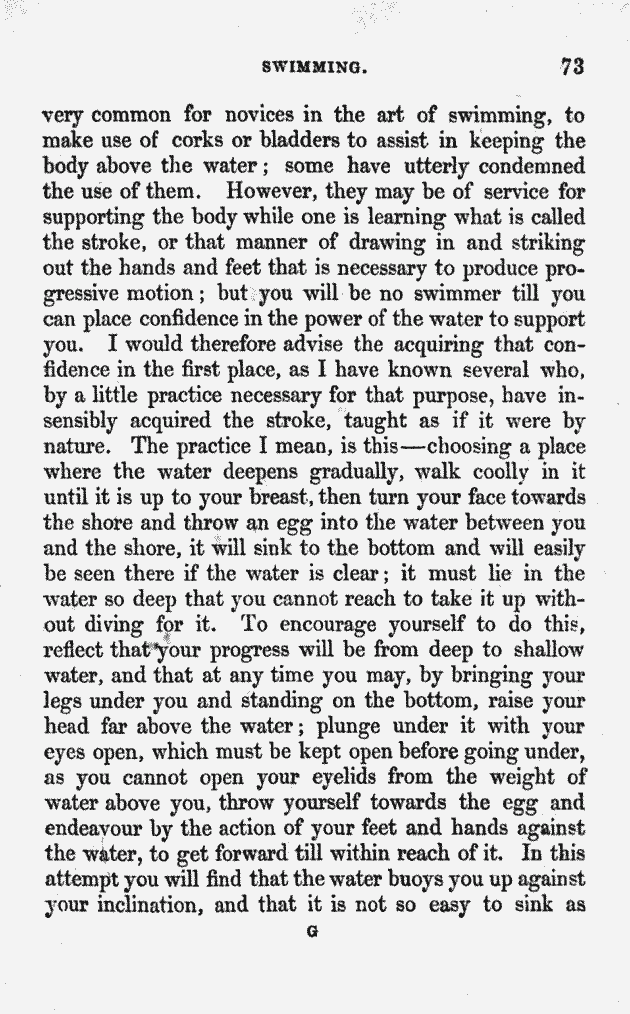 SWIMMING. 73
very common for novices in the art of swimming, to
make use of corks or bladders to assist in keeping the
body above the water; some have utterly condemned
the use of them. However, they may be of service for
supporting the body while one is learning what is called
the stroke, or that manner of drawing in and striking
out the hands and feet that is necessary to produce pro-
gressive motion; but you will be no swimmer till you
can place confidence in the power of the water to support
you. I would therefore advise the acquiring that con-
fidence in the first place, as I have known several who,
by a little practice necessary for that purpose, have in-
sensibly acquired the stroke, taught as if it were by
nature. The practice I mean, is this—choosing a place
where the water deepens gradually, walk coolly in it
until it is up to your breast, then turn your face towards
the shore and throw an egg into the water between you
and the shore, it will sink to the bottom and will easily
be seen there if the water is clear; it must lie in the
water so deep that you cannot reach to take it up with-
out diving for it. To encourage yourself to do this,
reflect that your progress will be from deep to shallow
water, and that at any time you may, by bringing your
legs under you and standing on the bottom, raise your
head far above the water; plunge under it with your
eyes open, which must be kept open before going under,
as you cannot open your eyelids from the weight of
water above you, throw yourself towards the egg and
endeavour by the action of your feet and hands against
the water, to get forward till within reach of it. In this
attempt you will find that the water buoys you up against
your inclination, and that it is not so easy to sink as
G